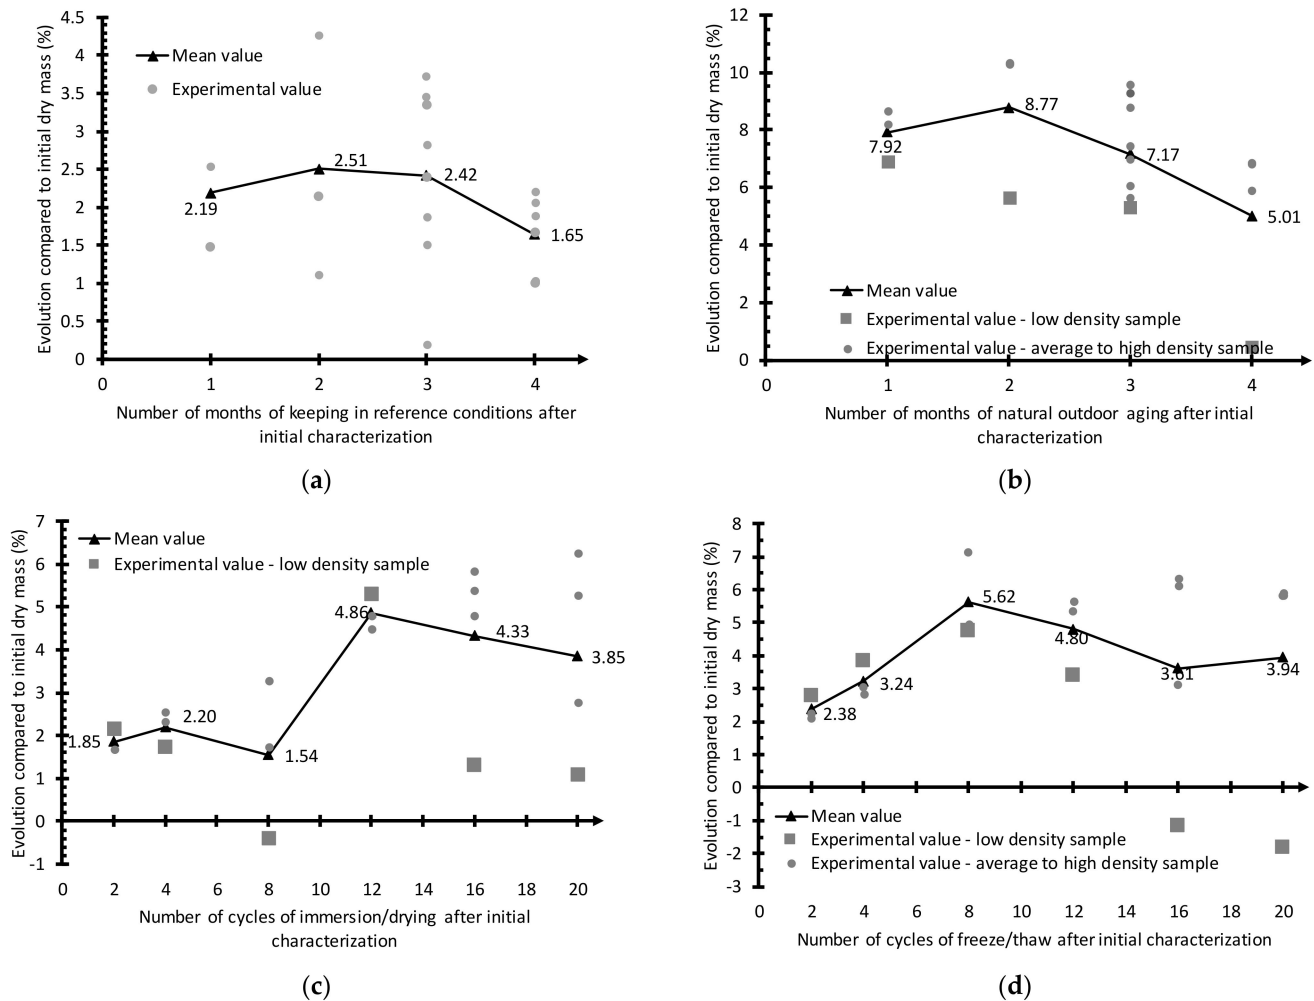 4.5
4
3.5
3
2.5
2
1.5
1
0.5
0
Evolution compared to initial dry mass (%)
Mean value
Experimental value
2.19
2.51
2.42
1.65
0 1 2 3 4
Number of months of keeping in reference conditions after
initial characterization
(a)
12
10
8
6
4
2
0
Evolution compared to initial dry mass (%)
7.92
8.77
7.17
5.01
Mean value
Experimental value - low density sample
Experimental value - average to high density sample
0 1 2 3 4
Number of months of natural outdoor aging after intial
characterization
(b)
7
6
5
4
3
2
1
0
-1
Evolution compared to initial dry mass (%)
Mean value
Experimental value - low density sample
1.85
2.20
1.54
4.86
4.33
3.85
0 2 4 6 8 10 12 14 16 18 20
Number of cycles of immersion/drying after initial
characterization
(c)
8
7
6
5
4
3
2
1
0
-1
-2
-3
Evolution compared to initial dry mass (%)
2.38
3.24
5.62
4.80
3.61
3.94
Mean value
Experimental value - low density sample
Experimental value - average to high density sample
0 2 4 6 8 10 12 14 16 18 20
Number of cycles of freeze/thaw after initial characterization
(d)